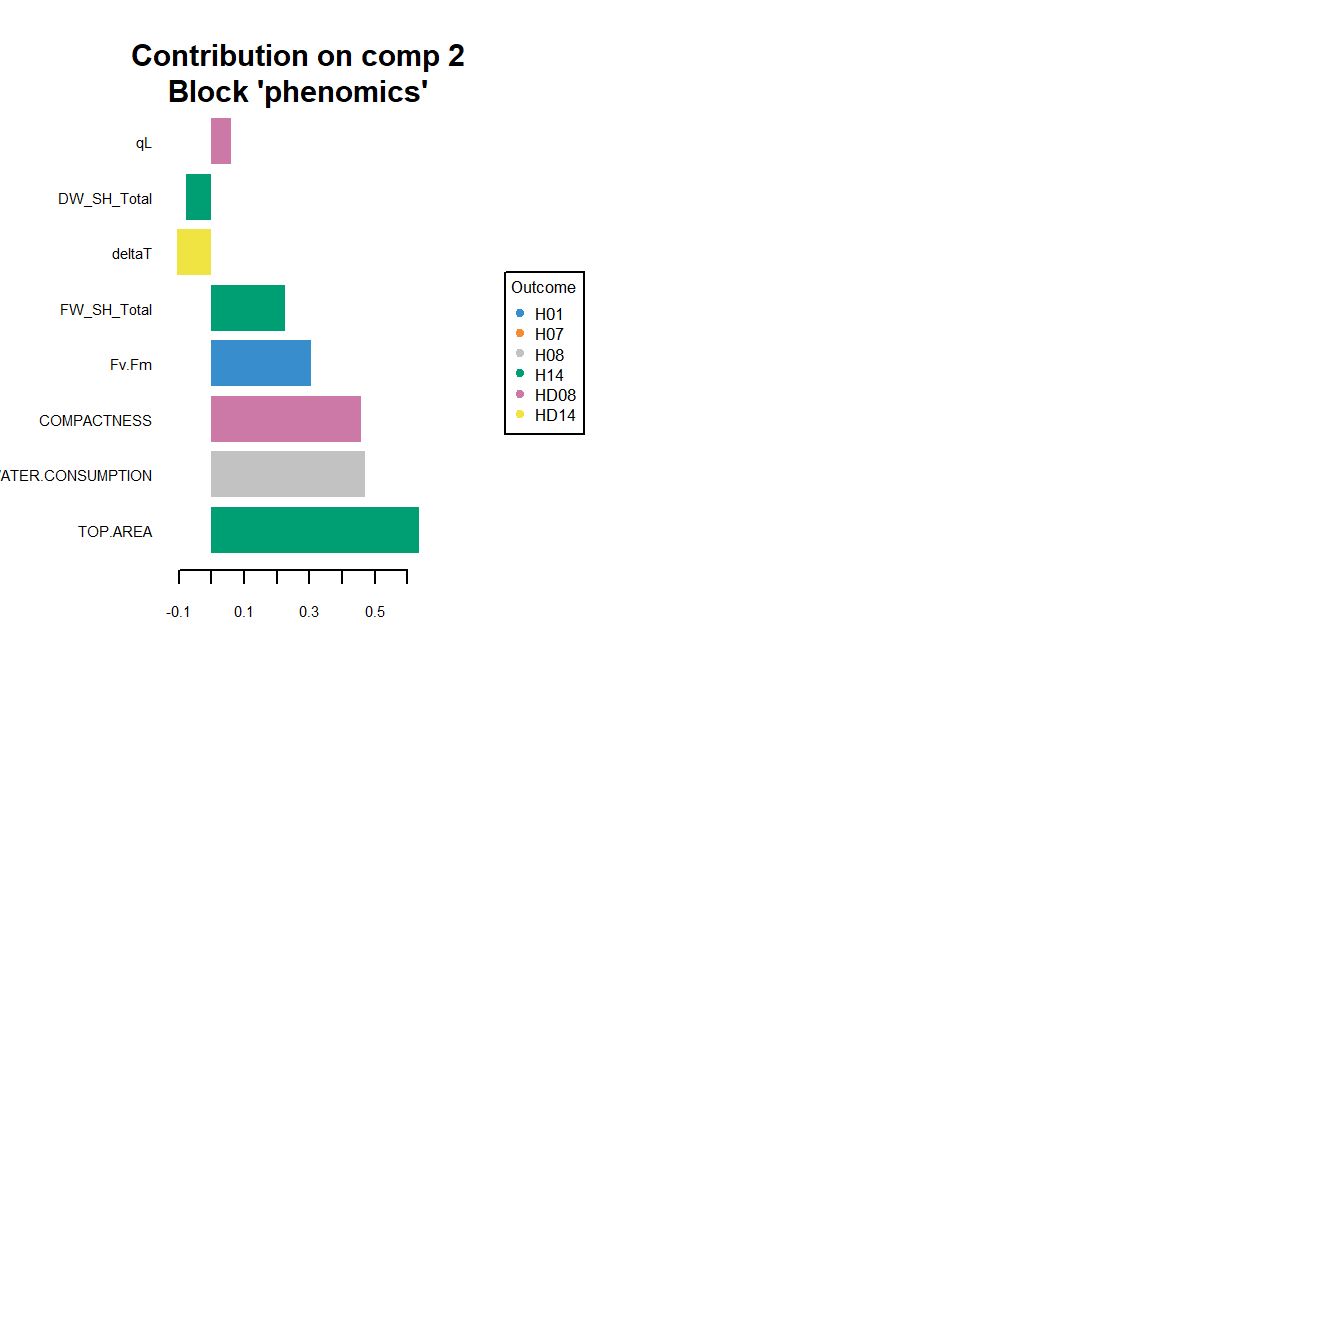 Contribution on comp 2
Block 'phenomics'
qL
DW_SH_Total
deltaT
FW_SH_Total
Fv.Fm
COMPACTNESS
ATER.CONSUMPTION
TOP.AREA
-0.1 0.1 0.3 0.5
Outcome
H01
H07
H08
H14
HD08
HD14